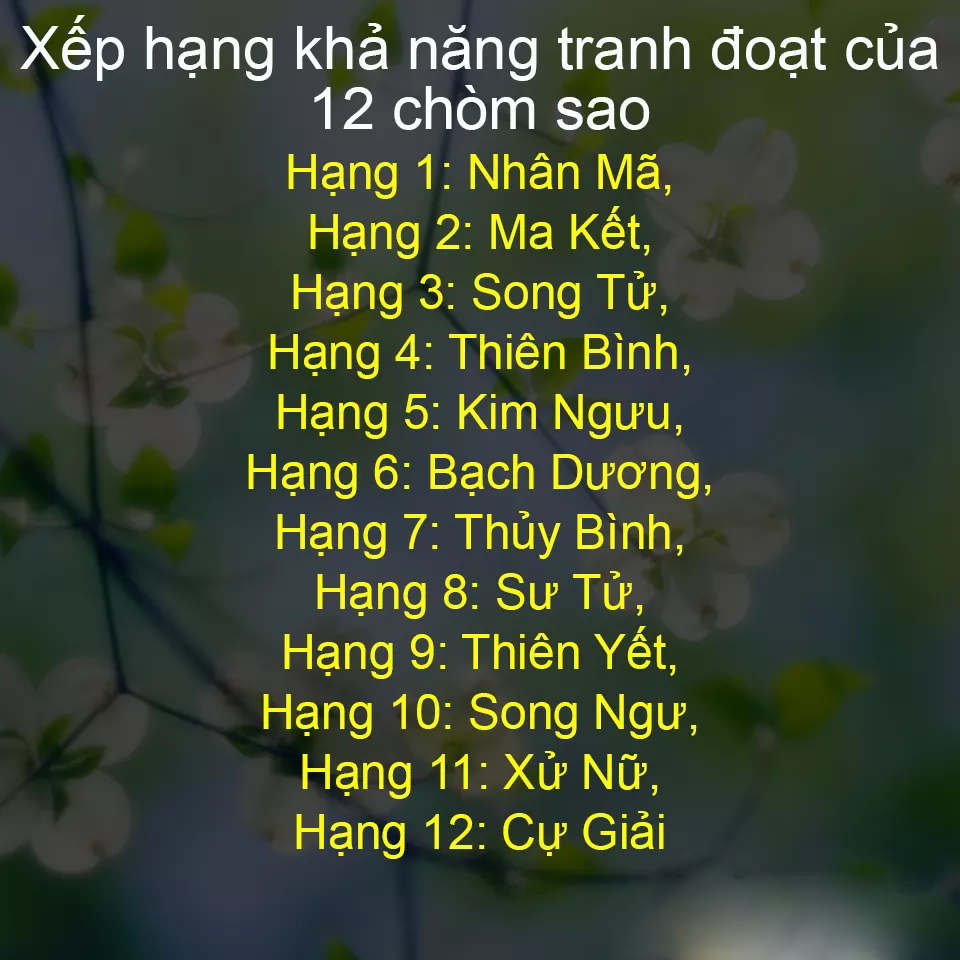 Xếp hạng khả năng tranh đoạt của
12 chòm sao
Hạng 1: Nhân Mã,
Hạng 2: Ma Kết,
Hạng 3: Song Tử,
Hạng 4: Thiên Bình,
Hạng 5: Kim Ngưu,
Hạng 6: Bạch Dương,
Hạng 7: Thủy Bình,
Hạng 8: Sư Tử,
Hạng 9: Thiên Yết,
Hạng 10: Song Ngư,
Hạng 11: Xử Nữ,
Hạng 12: Cự Giải